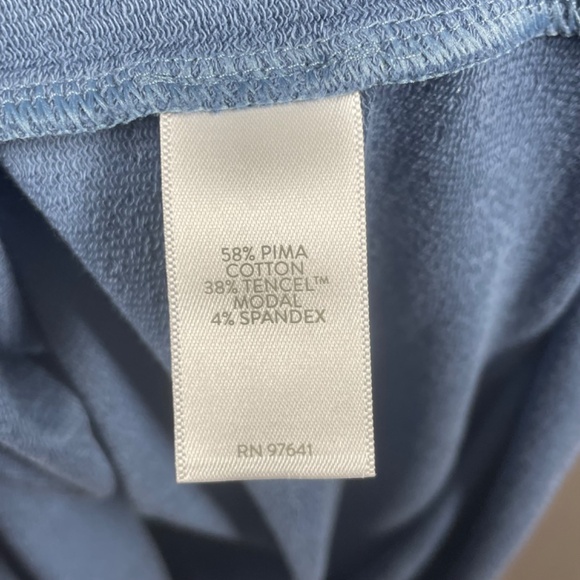 58% PIMA
COTTON
38% TENCEL™
MODAL
4% SPANDEX
RN 97641